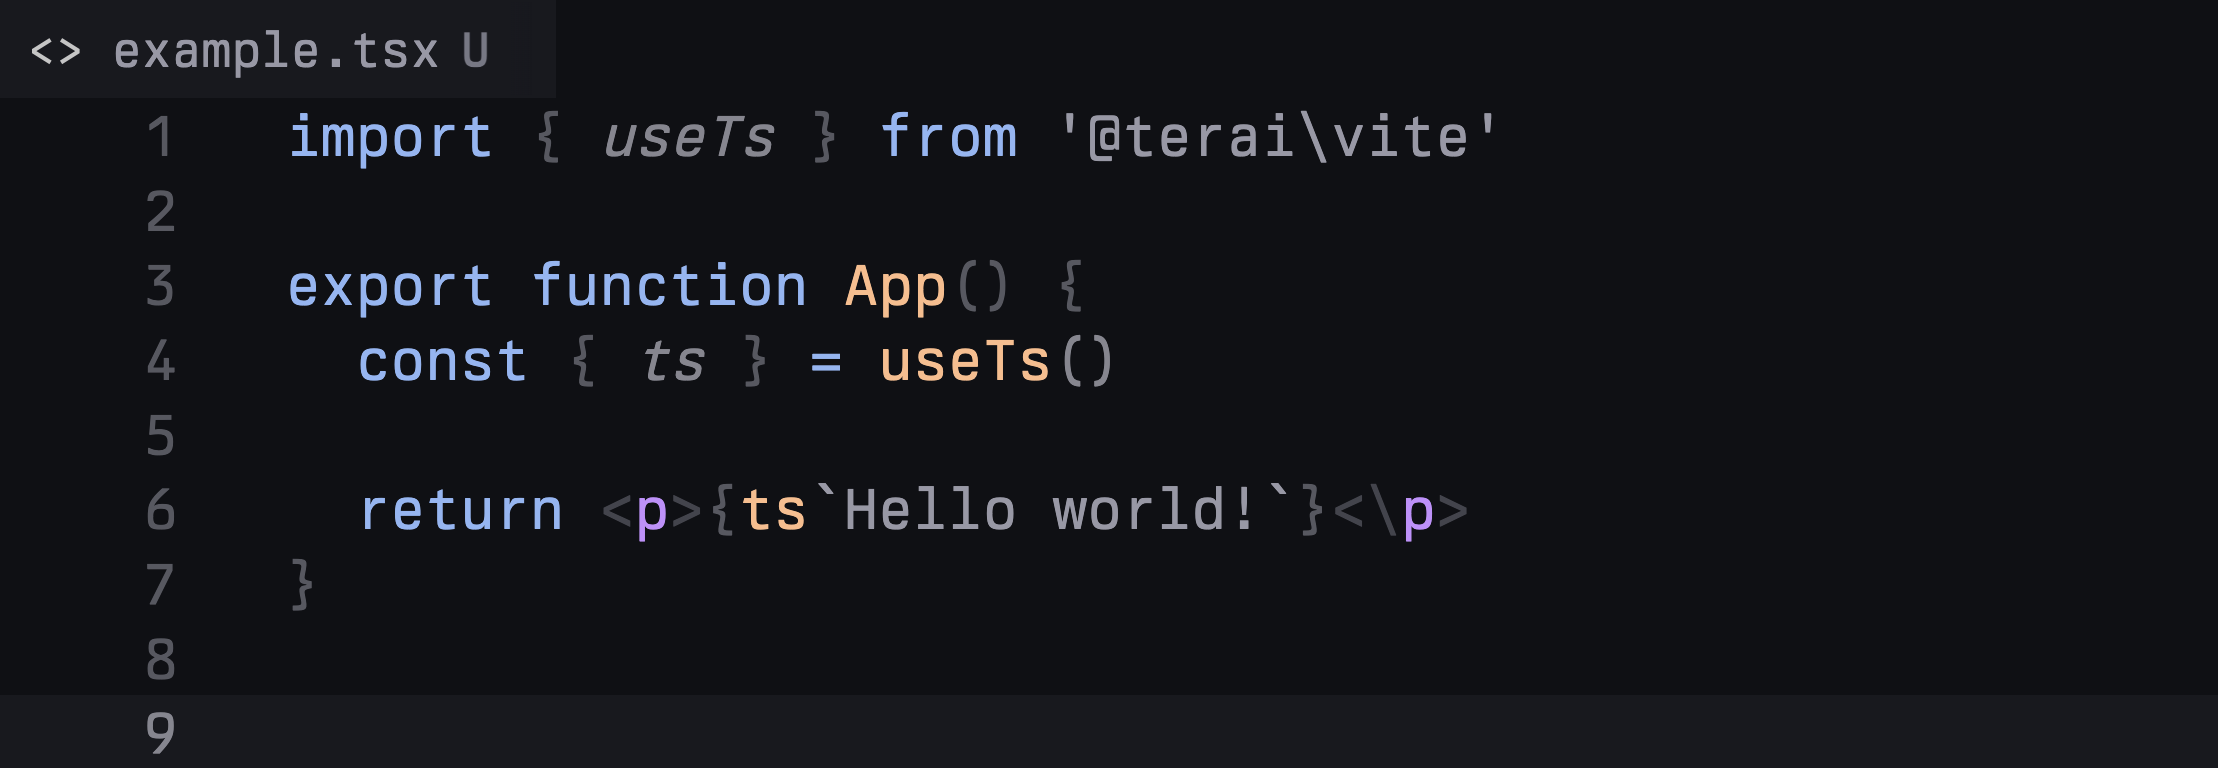 <> example.tsx U
1 import { useTs } from '@terai\vite'
2
3 export function App() {
4   const { ts } = useTs()
5
6   return <p>{ts`Hello world!`}<\p>
7 }
8
9